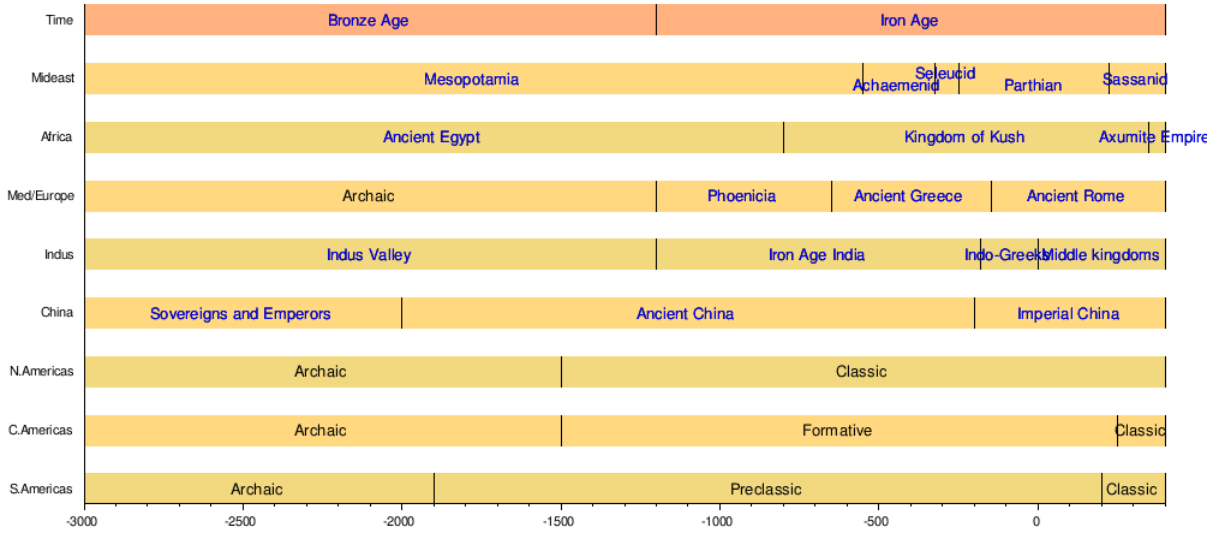 Time Bronze Age Iron Age
Mideast Mesopotamia Achaemenid Seleucid Parthian Sassanid
Africa Ancient Egypt Kingdom of Kush Axumite Empire
Med/Europe Archaic Phoenicia Ancient Greece Ancient Rome
Indus Indus Valley Iron Age India Indo-Greeks Middle kingdoms
China Sovereigns and Emperors Ancient China Imperial China
N.Americas Archaic Classic
C.Americas Archaic Formative Classic
S.Americas Archaic Preclassic Classic
-3000 -2500 -2000 -1500 -1000 -500 0